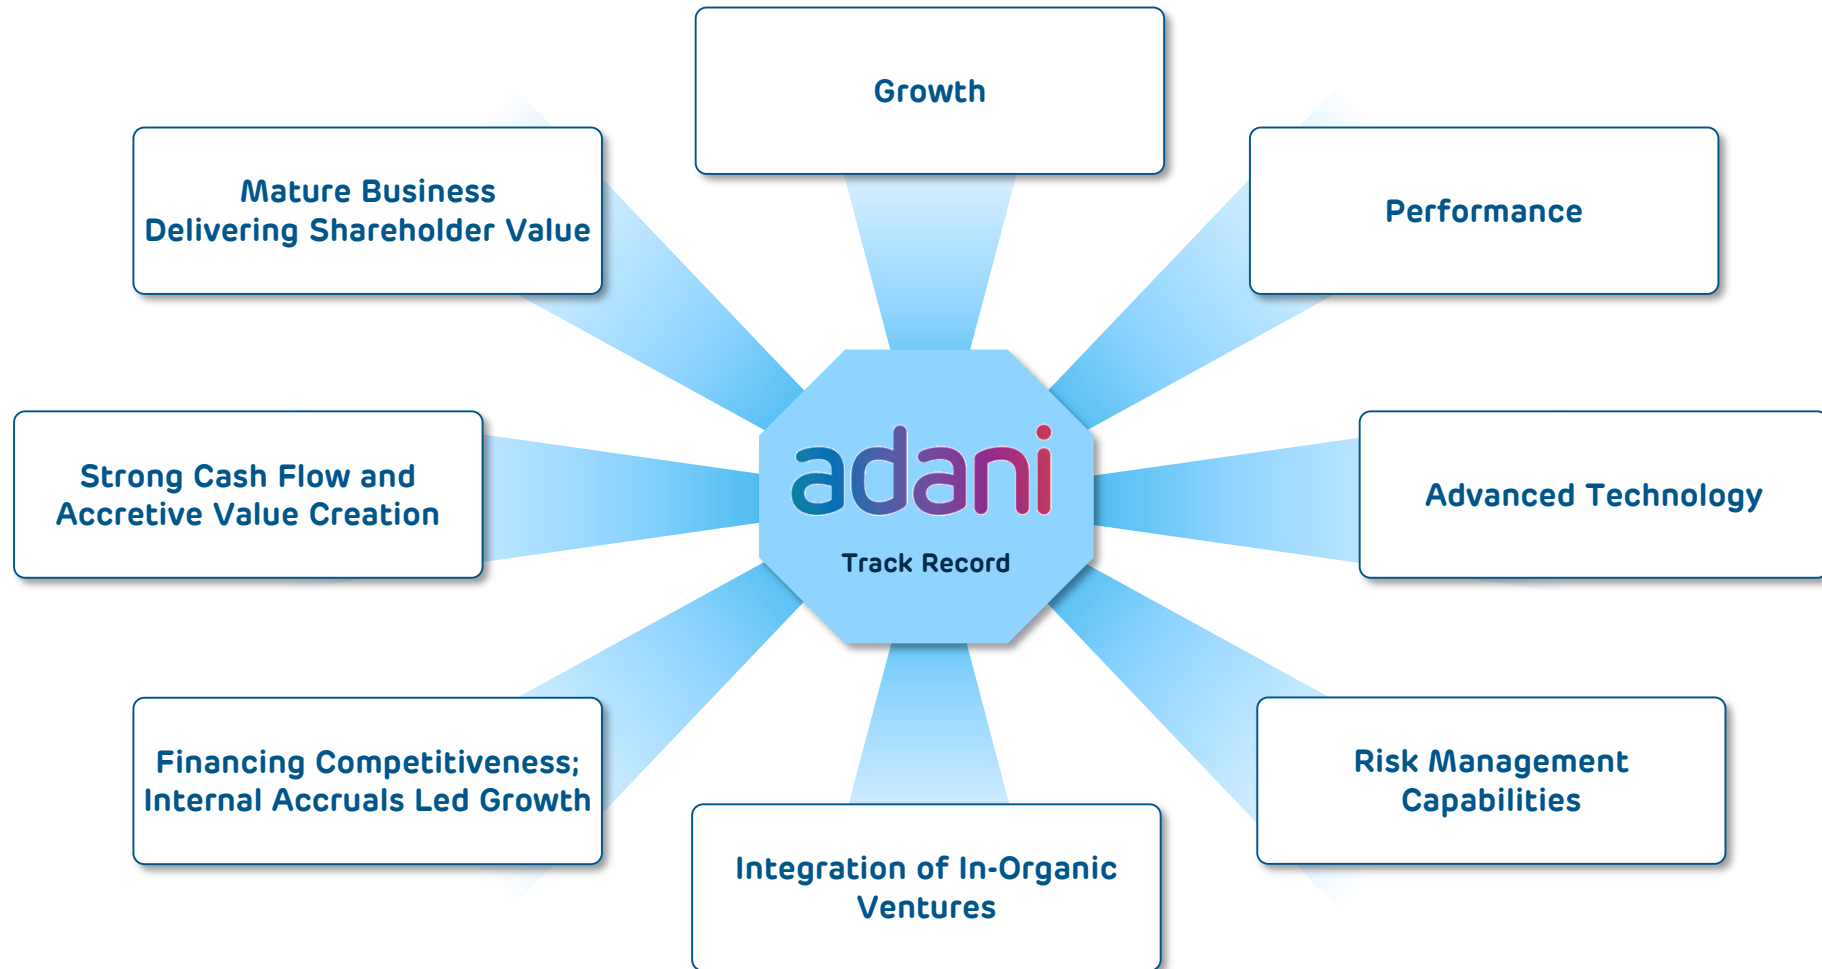 Growth
Mature Business
Delivering Shareholder Value
Performance
adani
Track Record
Strong Cash Flow and
Accretive Value Creation
Advanced Technology
Financing Competitiveness;
Internal Accruals Led Growth
Risk Management
Capabilities
Integration of In-Organic
Ventures